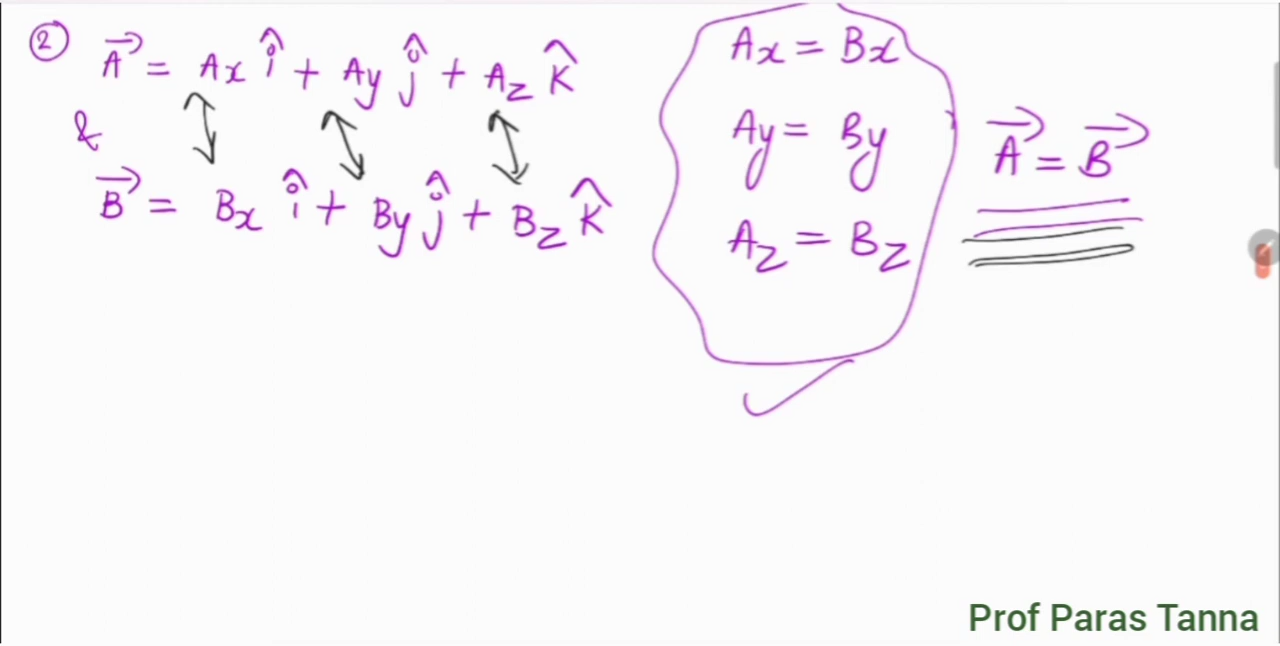 ② A⃗ = Ax î + Ay ĵ + Az k̂
&
B⃗ = Bx î + By ĵ + Bz k̂
Ax = Bx
Ay = By
Az = Bz
A⃗ = B⃗
Prof Paras Tanna